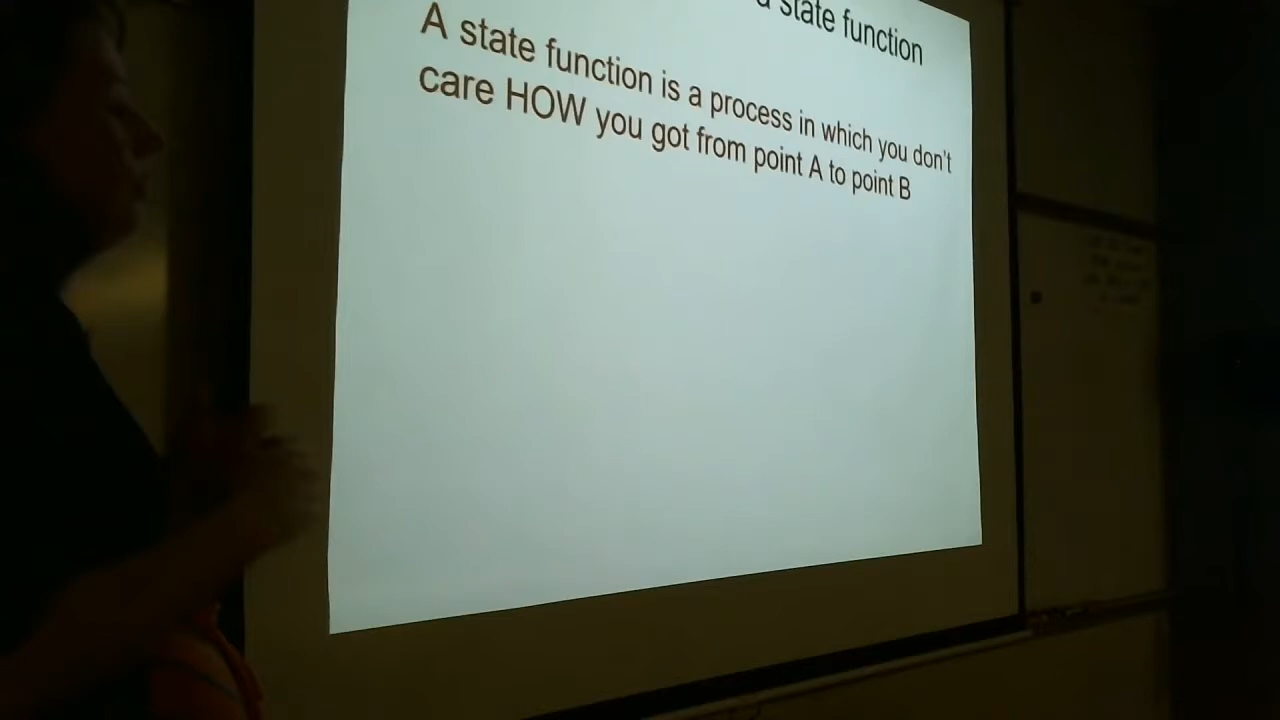 state function
A state function is a process in which you don't
care HOW you got from point A to point B